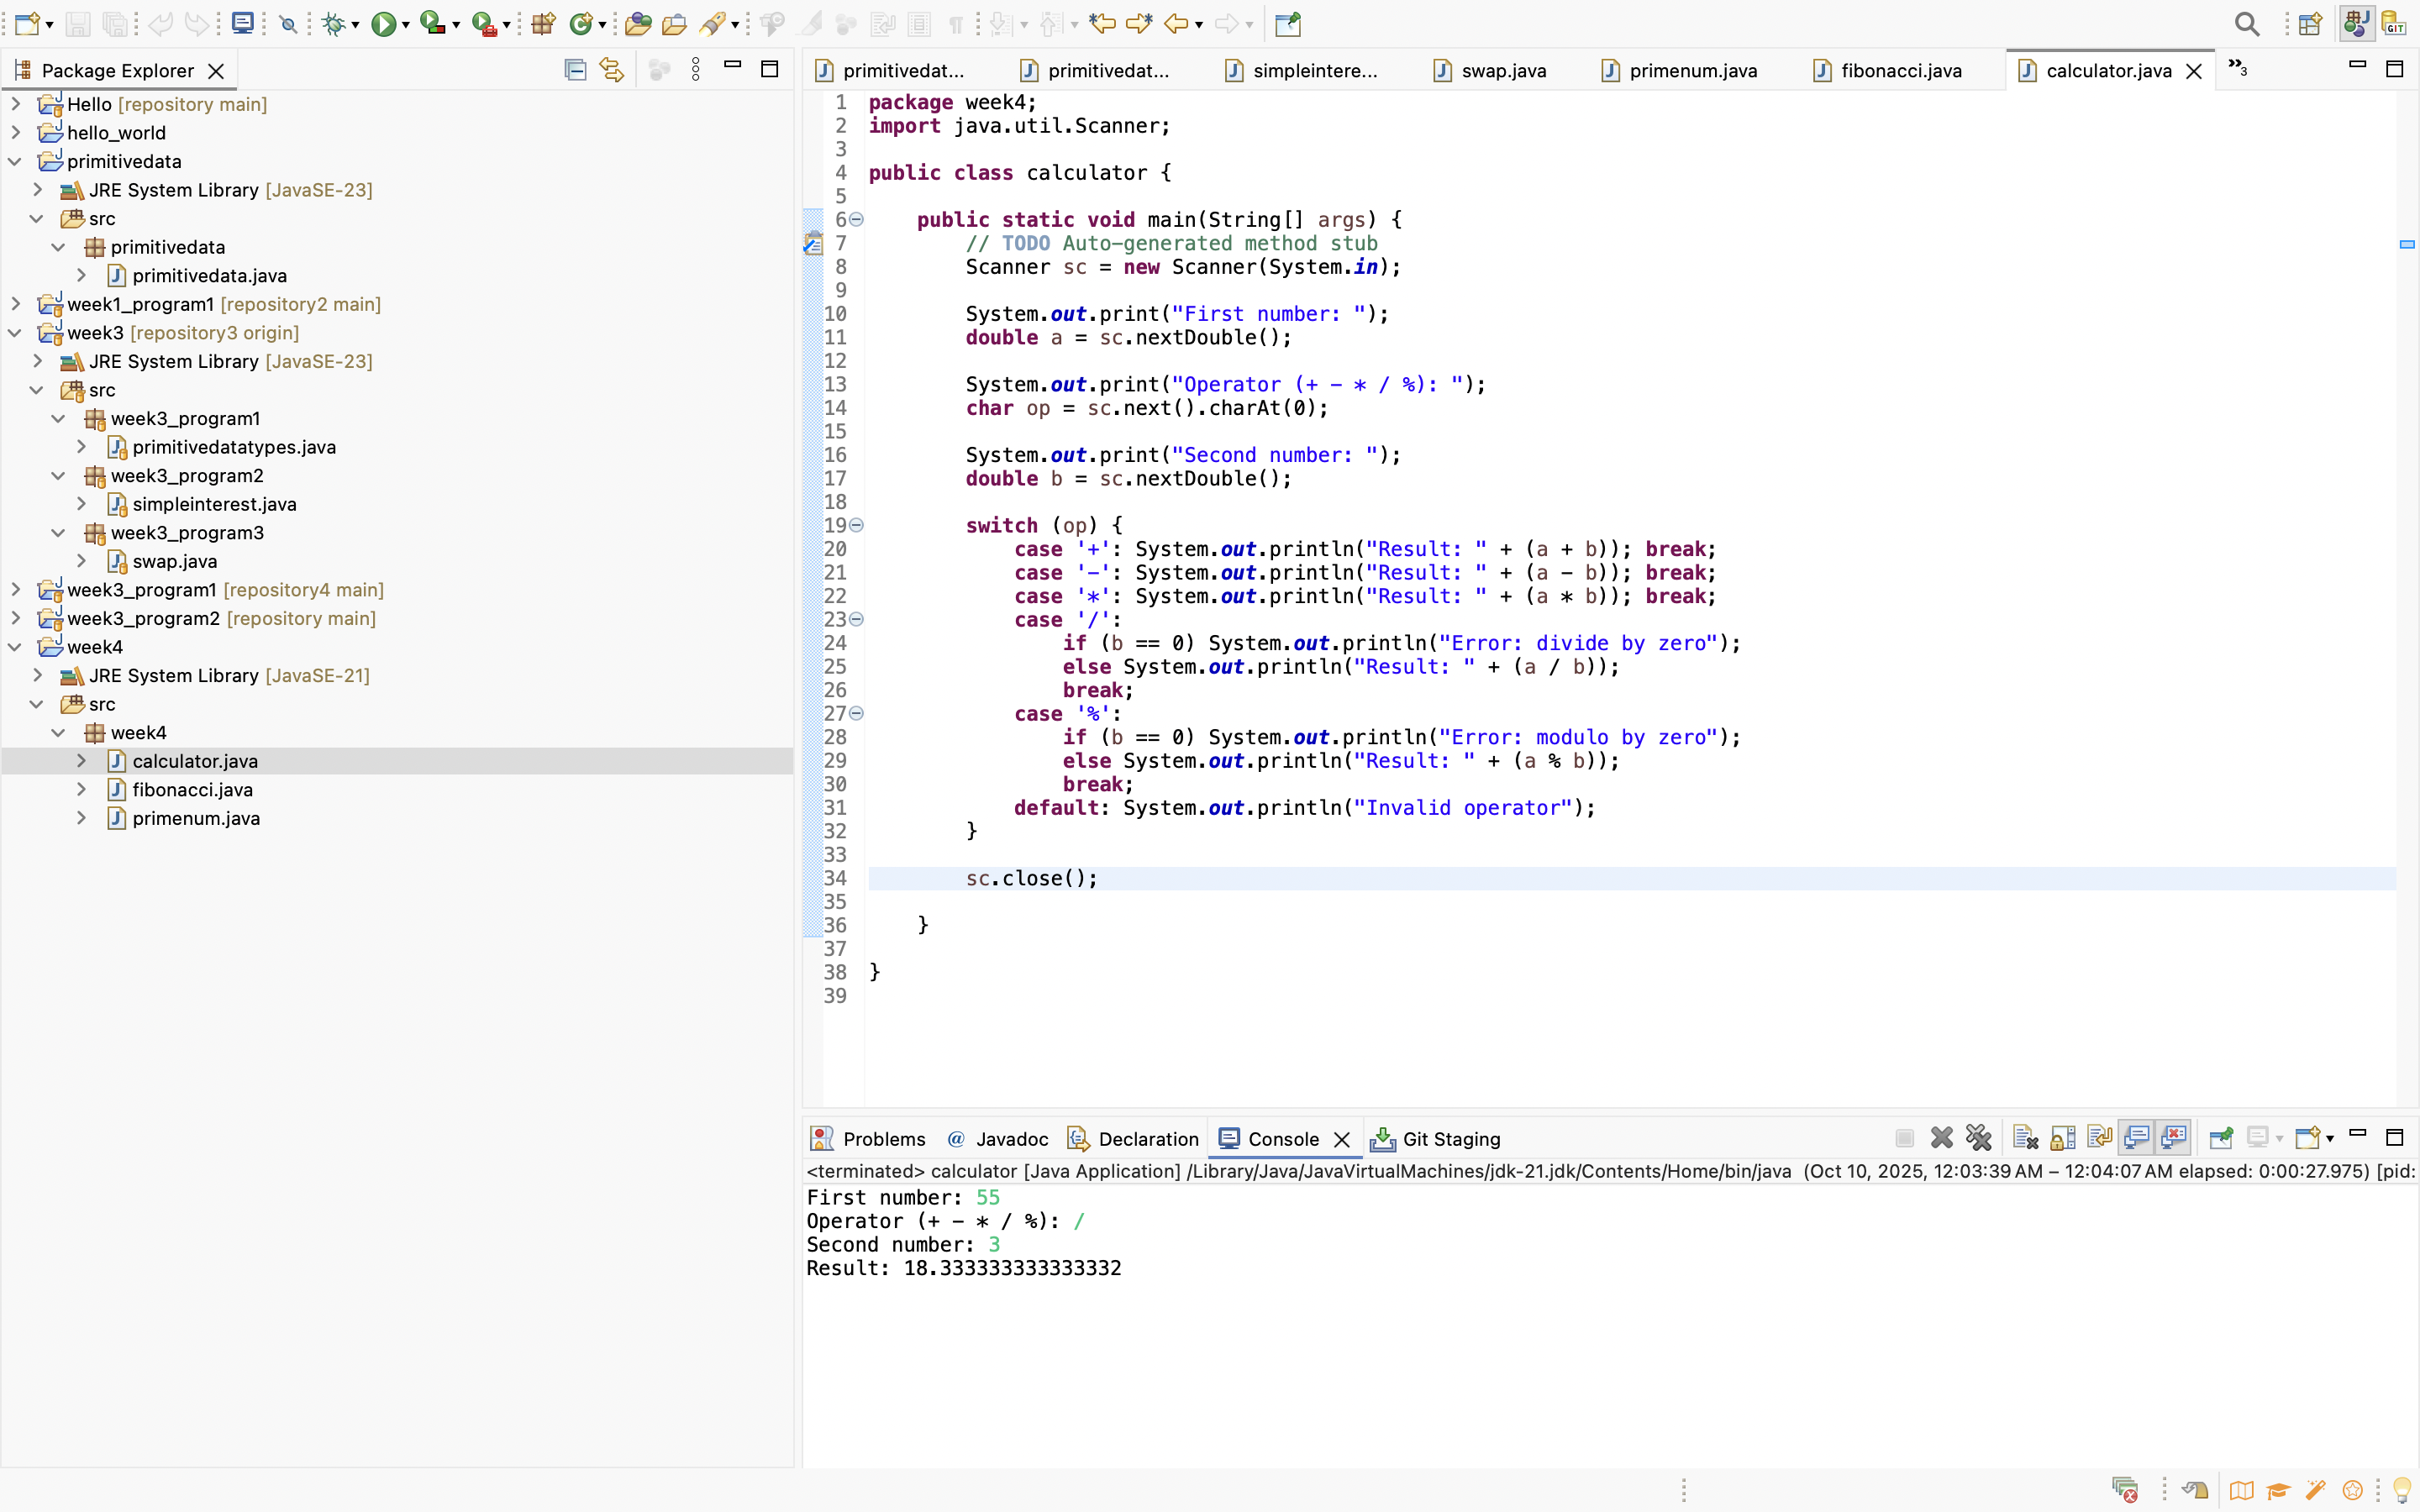 Package Explorer
Hello [repository main]
hello_world
primitivedata
JRE System Library [JavaSE-23]
src
primitivedata
primitivedata.java
week1_program1 [repository2 main]
week3 [repository3 origin]
JRE System Library [JavaSE-23]
src
week3_program1
primitivedatatypes.java
week3_program2
simpleinterest.java
week3_program3
swap.java
week3_program1 [repository4 main]
week3_program2 [repository main]
week4
JRE System Library [JavaSE-21]
src
week4
calculator.java
fibonacci.java
primenum.java
primitivedat... primitivedat... simpleintere... swap.java primenum.java fibonacci.java calculator.java »3
1 package week4;
2 import java.util.Scanner;
3
4 public class calculator {
5
6 public static void main(String[] args) {
7 // TODO Auto-generated method stub
8 Scanner sc = new Scanner(System.in);
9
10 System.out.print("First number: ");
11 double a = sc.nextDouble();
12
13 System.out.print("Operator (+ - * / %): ");
14 char op = sc.next().charAt(0);
15
16 System.out.print("Second number: ");
17 double b = sc.nextDouble();
18
19 switch (op) {
20 case '+': System.out.println("Result: " + (a + b)); break;
21 case '-': System.out.println("Result: " + (a - b)); break;
22 case '*': System.out.println("Result: " + (a * b)); break;
23 case '/':
24 if (b == 0) System.out.println("Error: divide by zero");
25 else System.out.println("Result: " + (a / b));
26 break;
27 case '%':
28 if (b == 0) System.out.println("Error: modulo by zero");
29 else System.out.println("Result: " + (a % b));
30 break;
31 default: System.out.println("Invalid operator");
32 }
33
34 sc.close();
35
36 }
37
38 }
39
Problems @ Javadoc Declaration Console Git Staging
<terminated> calculator [Java Application] /Library/Java/JavaVirtualMachines/jdk-21.jdk/Contents/Home/bin/java (Oct 10, 2025, 12:03:39 AM – 12:04:07 AM elapsed: 0:00:27.975) [pid:
First number: 55
Operator (+ - * / %): /
Second number: 3
Result: 18.333333333333332